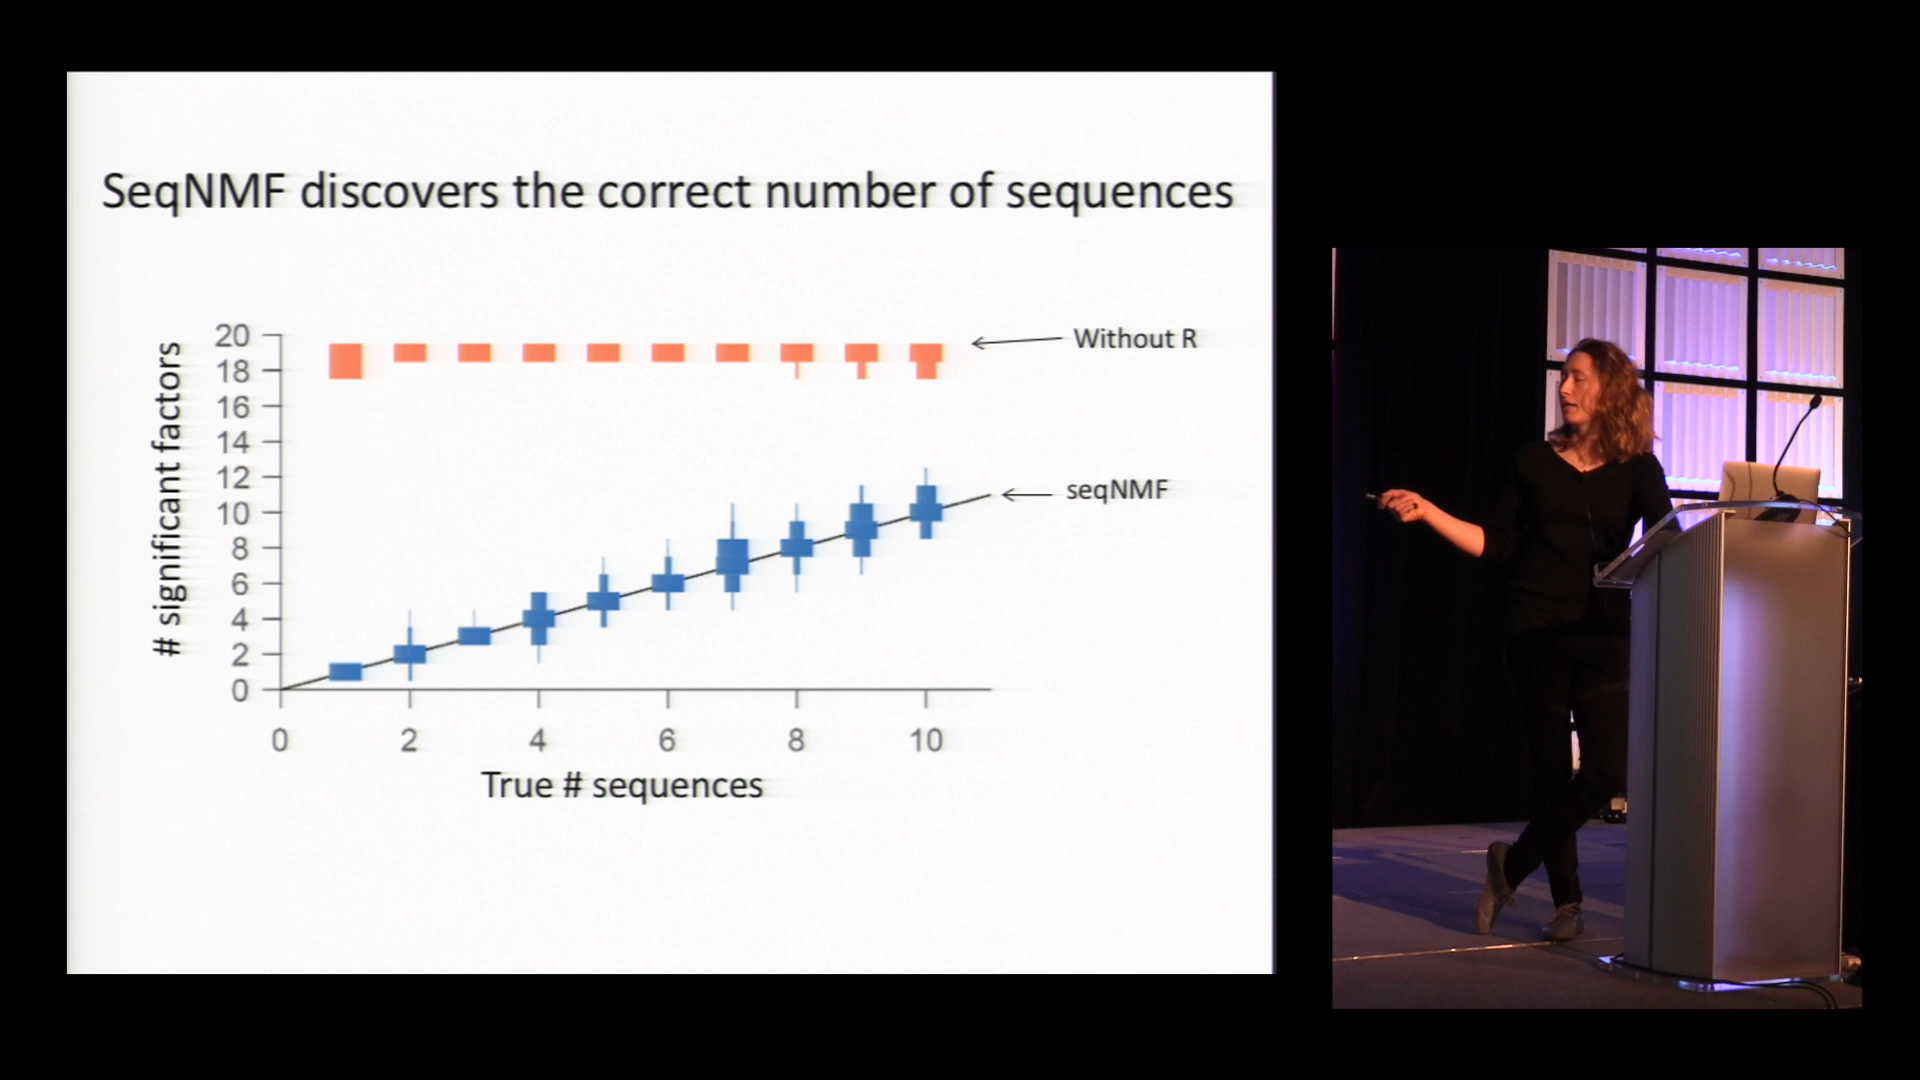 SeqNMF discovers the correct number of sequences
# significant factors
20
18
16
14
12
10
8
6
4
2
0
Without R
seqNMF
0 2 4 6 8 10
True # sequences